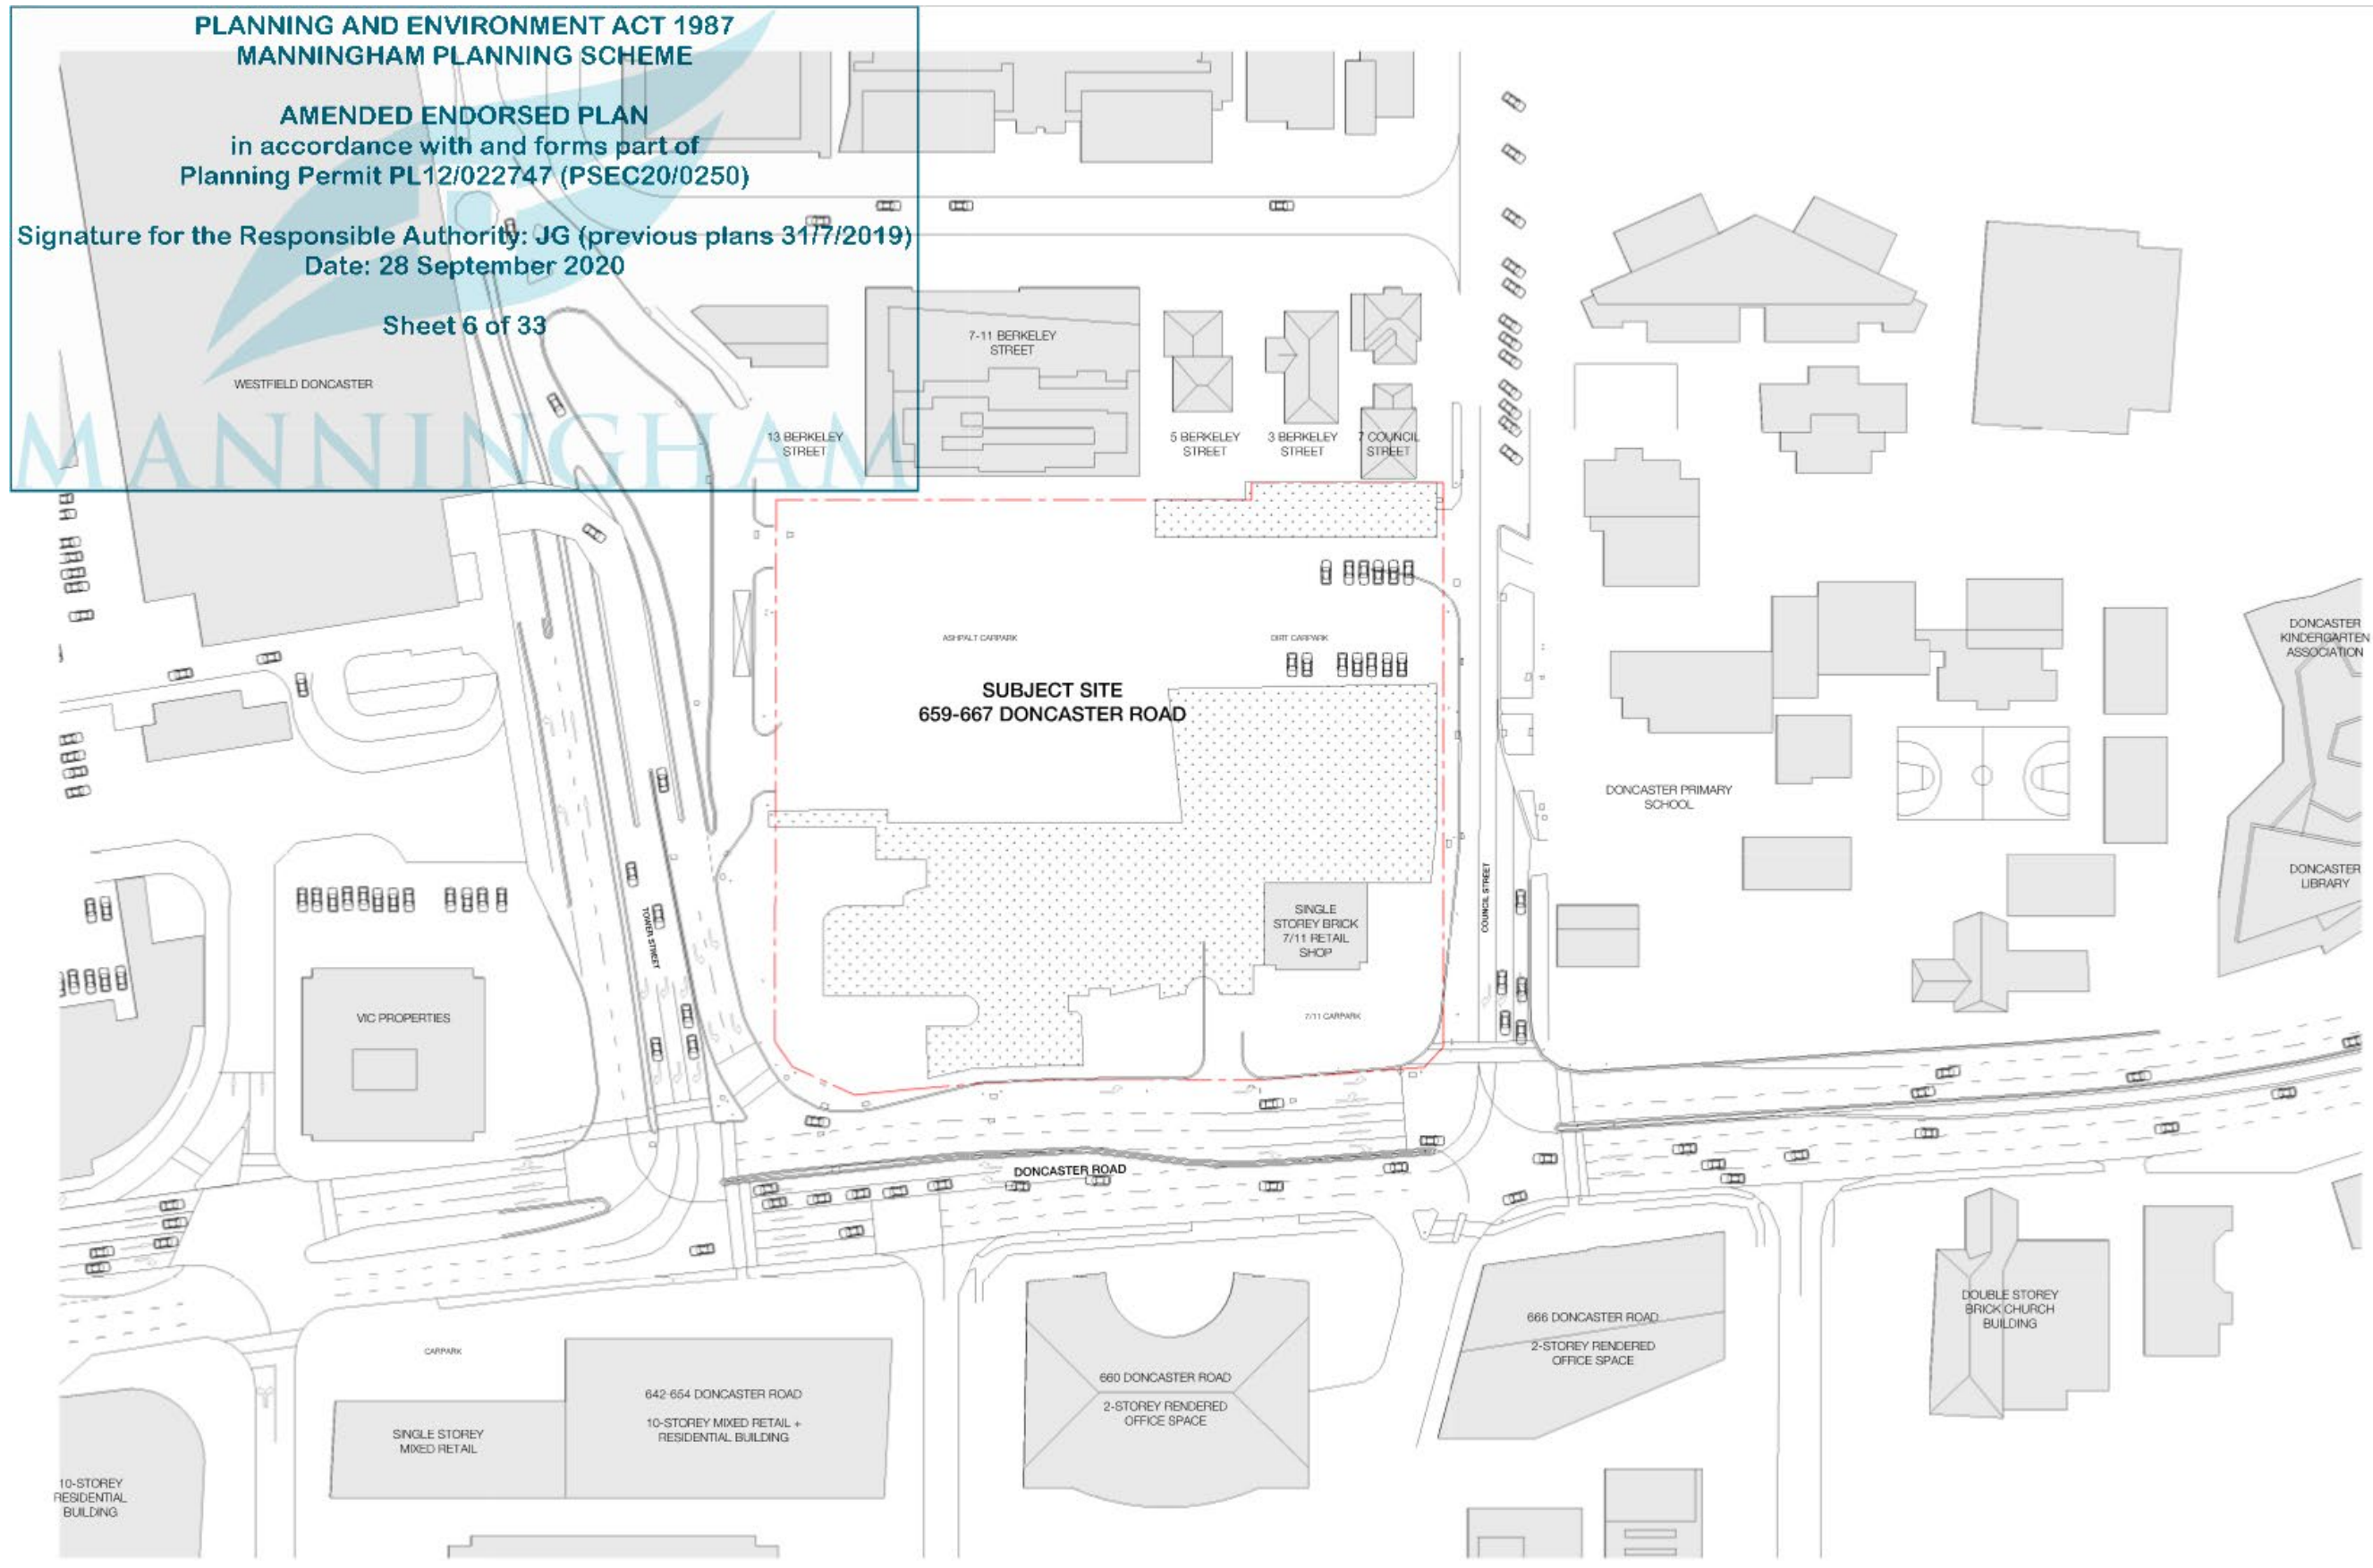 PLANNING AND ENVIRONMENT ACT 1987
MANNINGHAM PLANNING SCHEME
AMENDED ENDORSED PLAN
in accordance with and forms part of
Planning Permit PL12/022747 (PSEC20/0250)
Signature for the Responsible Authority: JG (previous plans 31/7/2019)
Date: 28 September 2020
Sheet 6 of 33
MANNINGHAM
WESTFIELD DONCASTER
7-11 BERKELEY
STREET
13 BERKELEY
STREET
5 BERKELEY
STREET
3 BERKELEY
STREET
7 COUNCIL
STREET
ASHPALT CARPARK
DIRT CARPARK
SUBJECT SITE
659-667 DONCASTER ROAD
DONCASTER
KINDERGARTEN
ASSOCIATION
DONCASTER PRIMARY
SCHOOL
DONCASTER
LIBRARY
COUNCIL STREET
TOWER STREET
SINGLE
STOREY BRICK
7/11 RETAIL
SHOP
7/11 CARPARK
VIC PROPERTIES
DONCASTER ROAD
CARPARK
SINGLE STOREY
MIXED RETAIL
642-654 DONCASTER ROAD
10-STOREY MIXED RETAIL +
RESIDENTIAL BUILDING
660 DONCASTER ROAD
2-STOREY RENDERED
OFFICE SPACE
666 DONCASTER ROAD
2-STOREY RENDERED
OFFICE SPACE
DOUBLE STOREY
BRICK CHURCH
BUILDING
10-STOREY
RESIDENTIAL
BUILDING